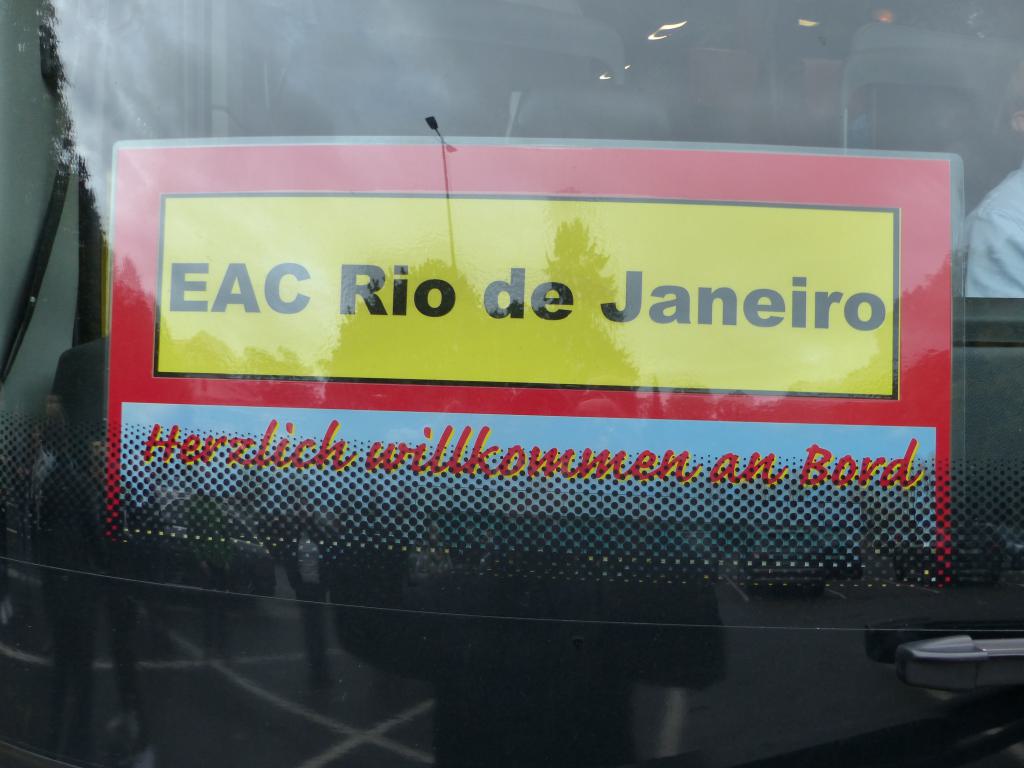 EAC Rio de Janeiro
Herzlich willkommen an Bord